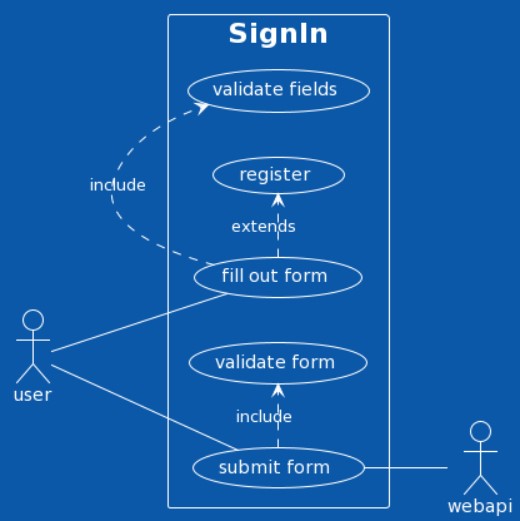 SignIn
validate fields
register
include
extends
fill out form
validate form
user
include
submit form
webapi